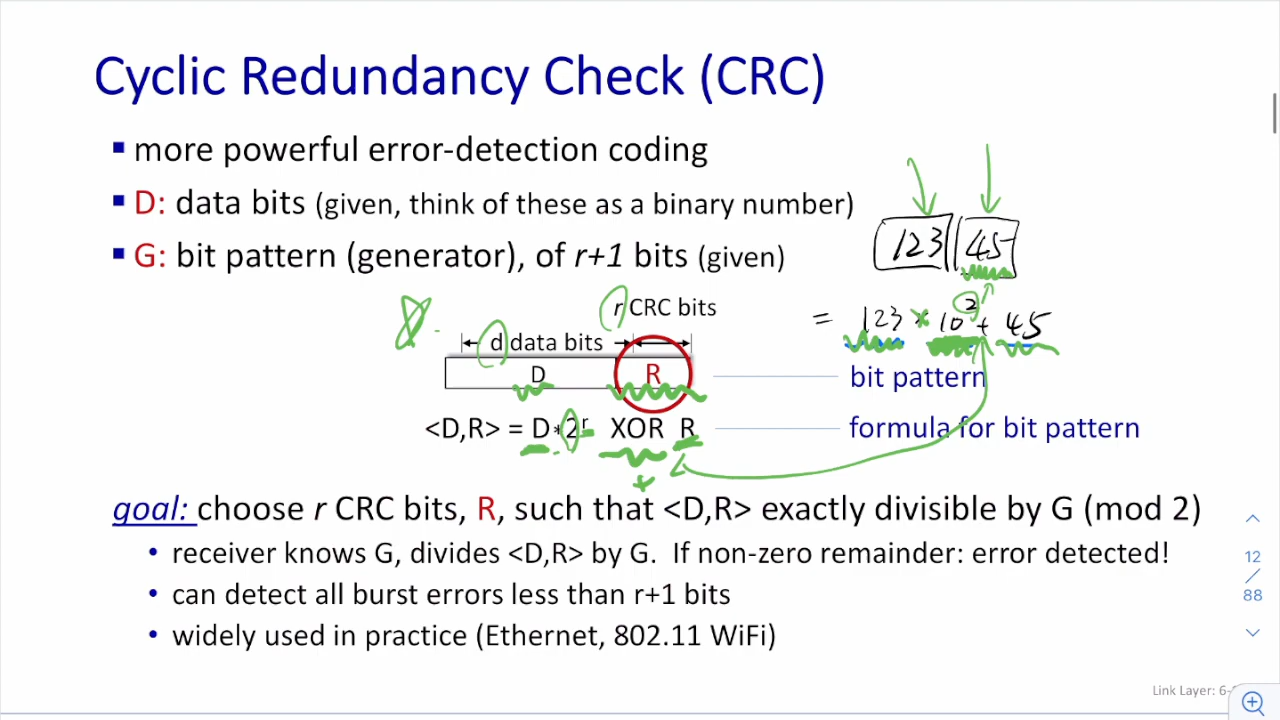 Cyclic Redundancy Check (CRC)
▪ more powerful error-detection coding
▪ D: data bits (given, think of these as a binary number)
▪ G: bit pattern (generator), of r+1 bits (given)
123 45
r CRC bits
= 123 × 10² + 45
d data bits
D R
bit pattern
<D,R> = D * 2^r XOR R
formula for bit pattern
+
goal: choose r CRC bits, R, such that <D,R> exactly divisible by G (mod 2)
• receiver knows G, divides <D,R> by G. If non-zero remainder: error detected!
• can detect all burst errors less than r+1 bits
• widely used in practice (Ethernet, 802.11 WiFi)
12
/
88
Link Layer: 6-